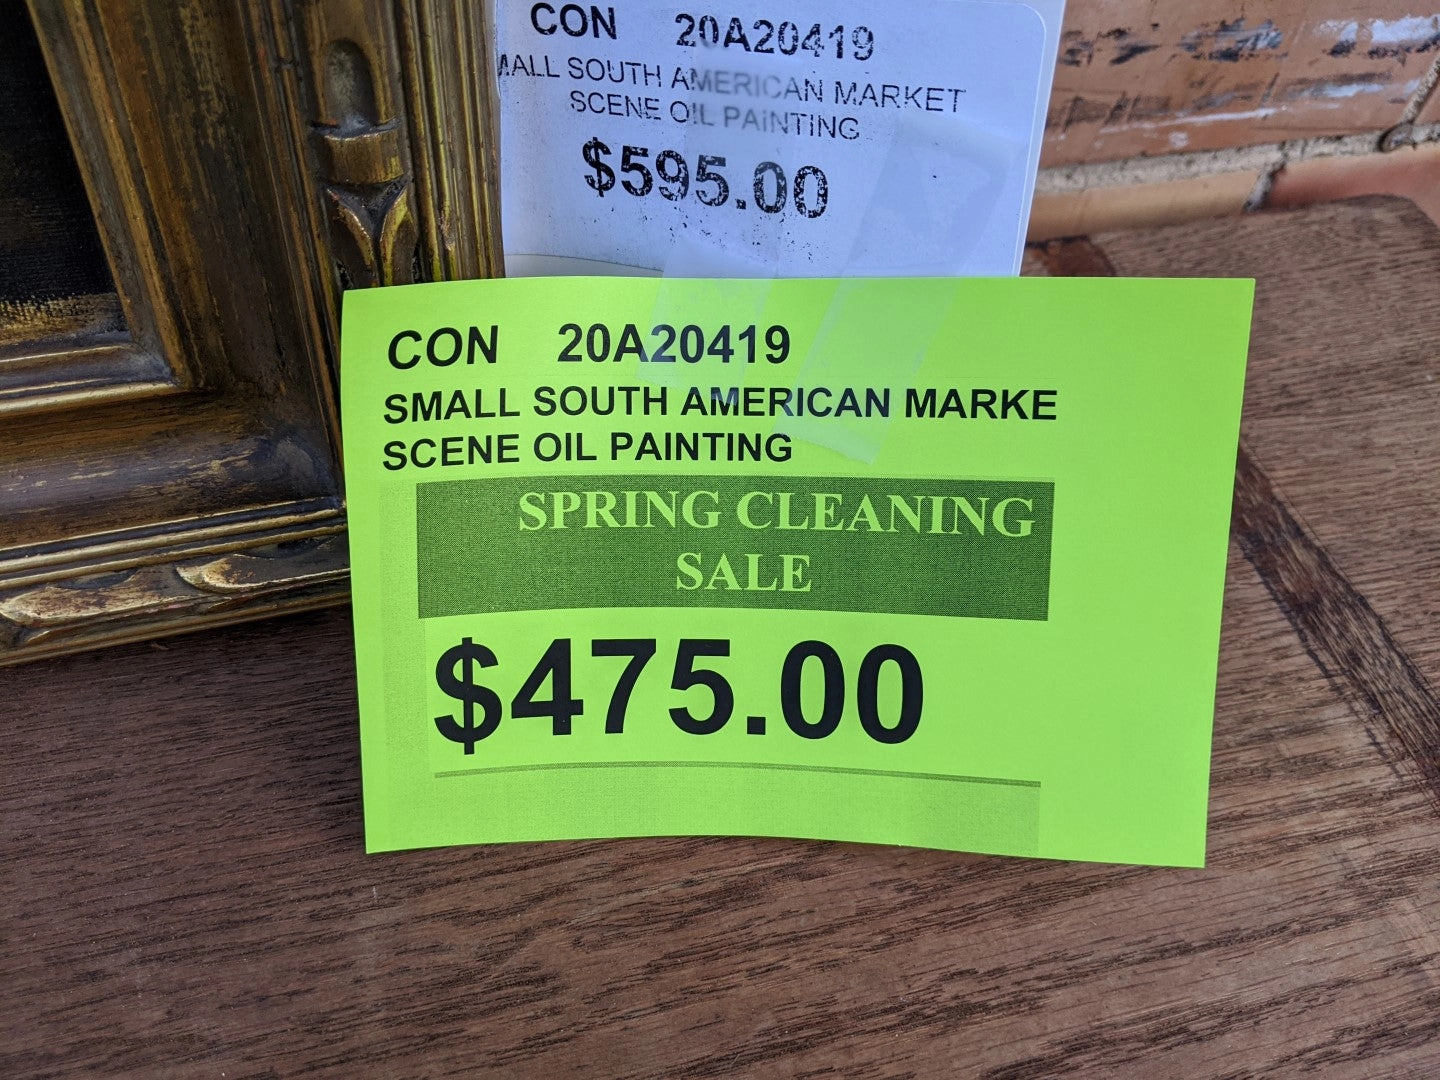 CON 20A20419
MALL SOUTH AMERICAN MARKET
SCENE OIL PAINTING
$595.00
CON 20A20419
SMALL SOUTH AMERICAN MARKE
SCENE OIL PAINTING
SPRING CLEANING
SALE
$475.00